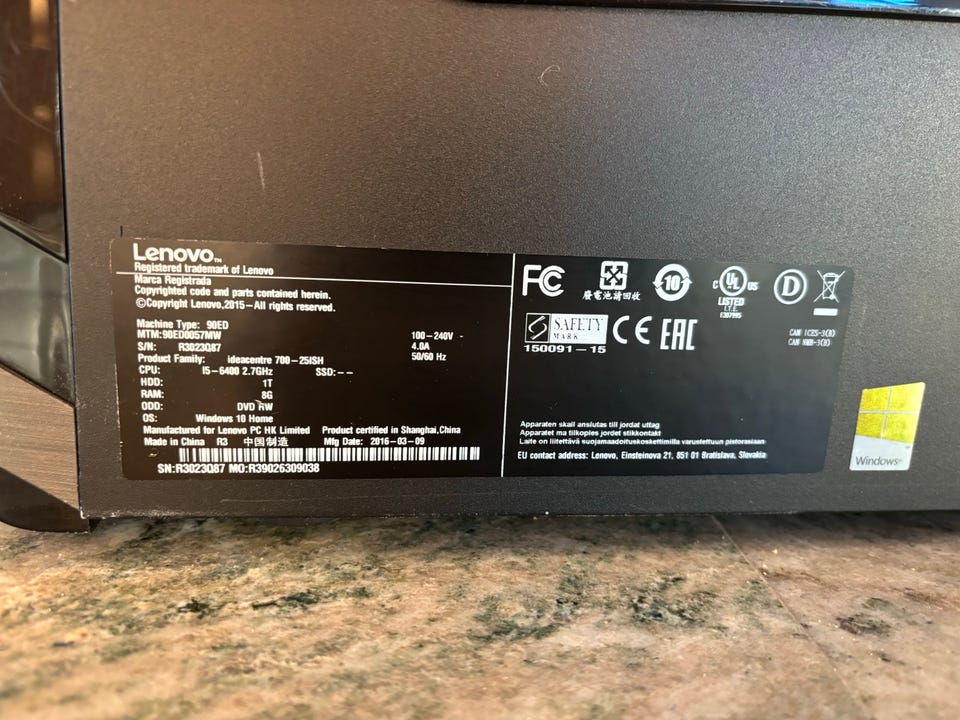 Lenovo™
Registered trademark of Lenovo
Marca Registrada
Copyrighted code and parts contained herein.
©Copyright Lenovo,2015—All rights reserved.
Machine Type: 90ED
MTM:90ED0057MW 100-240V
S/N: R3023Q87 4.0A
Product Family: ideacentre 700-25ISH 50/60 Hz
CPU: I5-6400 2.7GHz SSD:--
HDD: 1T
RAM: 8G
ODD: DVD RW
OS: Windows 10 Home
Manufactured for Lenovo PC HK Limited Product certified in Shanghai,China
Made in China R3 中国制造 Mfg Date: 2016-03-09
SN:R3023Q87 MO:R39026309038
FC
廢電池請回收
10
C UL US
LISTED
I.T.E.
E307995
D
SAFETY
MARK
150091-15
CE EAC
CAN ICES-3(B)
CAN NMB-3(B)
Apparaten skall anslutas till jordat uttag
Apparatet må tilkoples jordet stikkontakt
Laite on liitettävä suojamaadoituskoskettimilla varustettuun pistorasiaan
EU contact address: Lenovo, Einsteinova 21, 851 01 Bratislava, Slovakia
Windows®